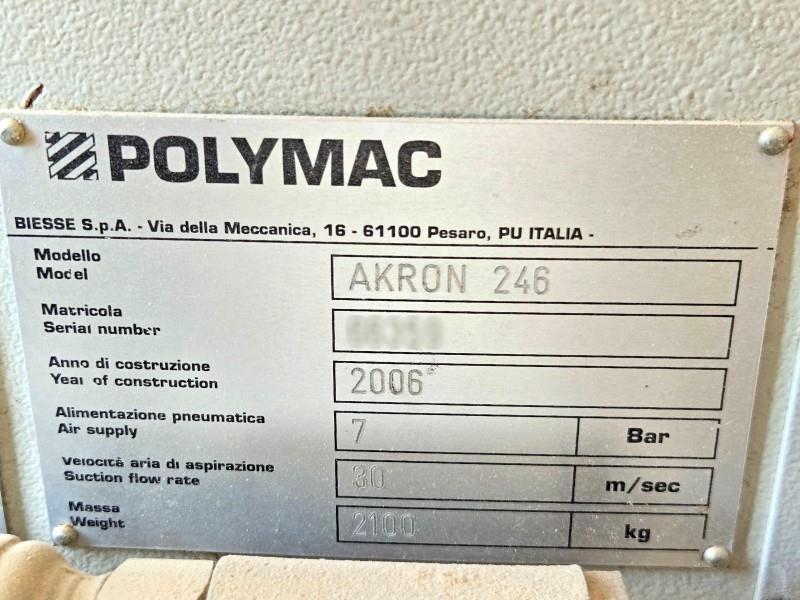 POLYMAC
BIESSE S.p.A. - Via della Meccanica, 16 - 61100 Pesaro, PU ITALIA -
Modello
Model
AKRON 246
Matricola
Serial number
Anno di costruzione
Year of construction
2006
Alimentazione pneumatica
Air supply
7 Bar
Velocità aria di aspirazione
Suction flow rate
30 m/sec
Massa
Weight
2100 kg